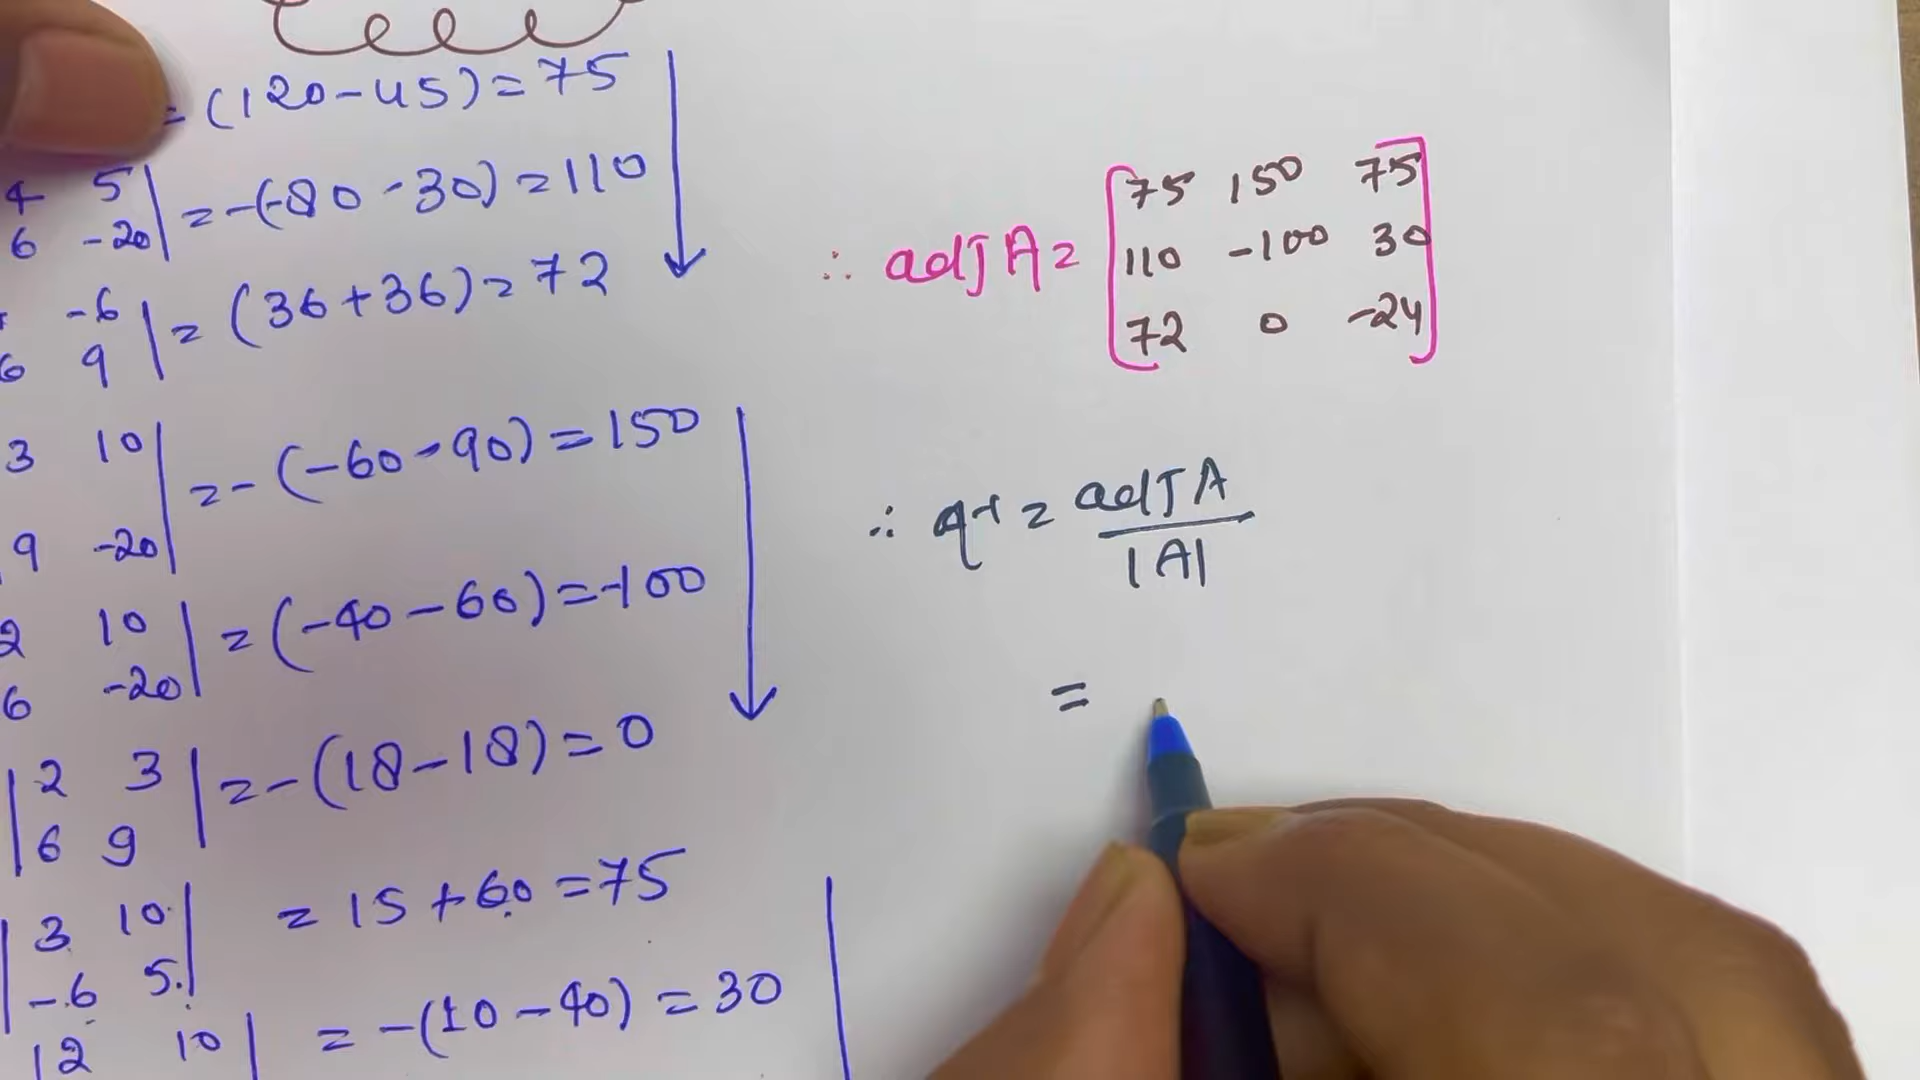 = (120-45) = 75
4 5
6 -20 | = -(-80-30) = 110
-6
6 9 | = (36+36) = 72
3 10
9 -20 | = -(-60-90) = 150
2 10
6 -20 | = (-40-60) = -100
| 2 3
6 9 | = -(18-18) = 0
| 3 10
-6 5 | = 15+60 = 75
12 10 | = -(10-40) = 30
∴ adj A = [ 75 150 75
110 -100 30
72 0 -24 ]
∴ A⁻¹ = adj A
|A|
=